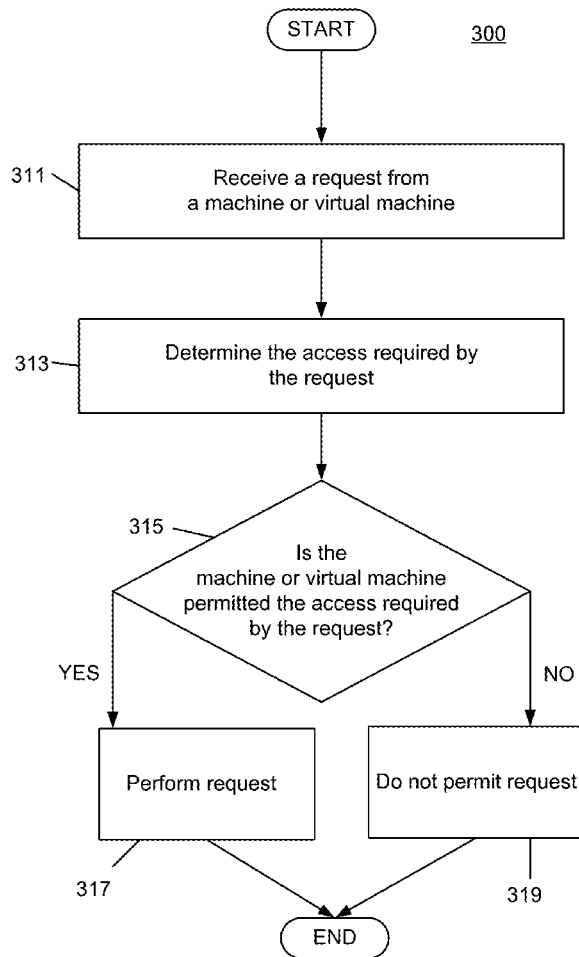 START
300
311
Receive a request from
a machine or virtual machine
313
Determine the access required by
the request
315
Is the
machine or virtual machine
permitted the access required
by the request?
YES
NO
Perform request
Do not permit request
317
319
END